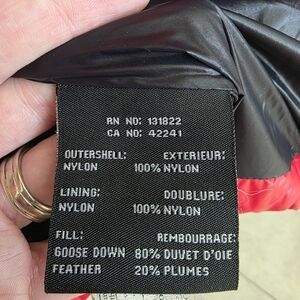 RN NO: 131822
CA NO: 42241
OUTERSHELL: EXTERIEUR:
NYLON 100% NYLON
LINING: DOUBLURE:
NYLON 100% NYLON
FILL: REMBOURRAGE:
GOOSE DOWN 80% DUVET D'OIE
FEATHER 20% PLUMES